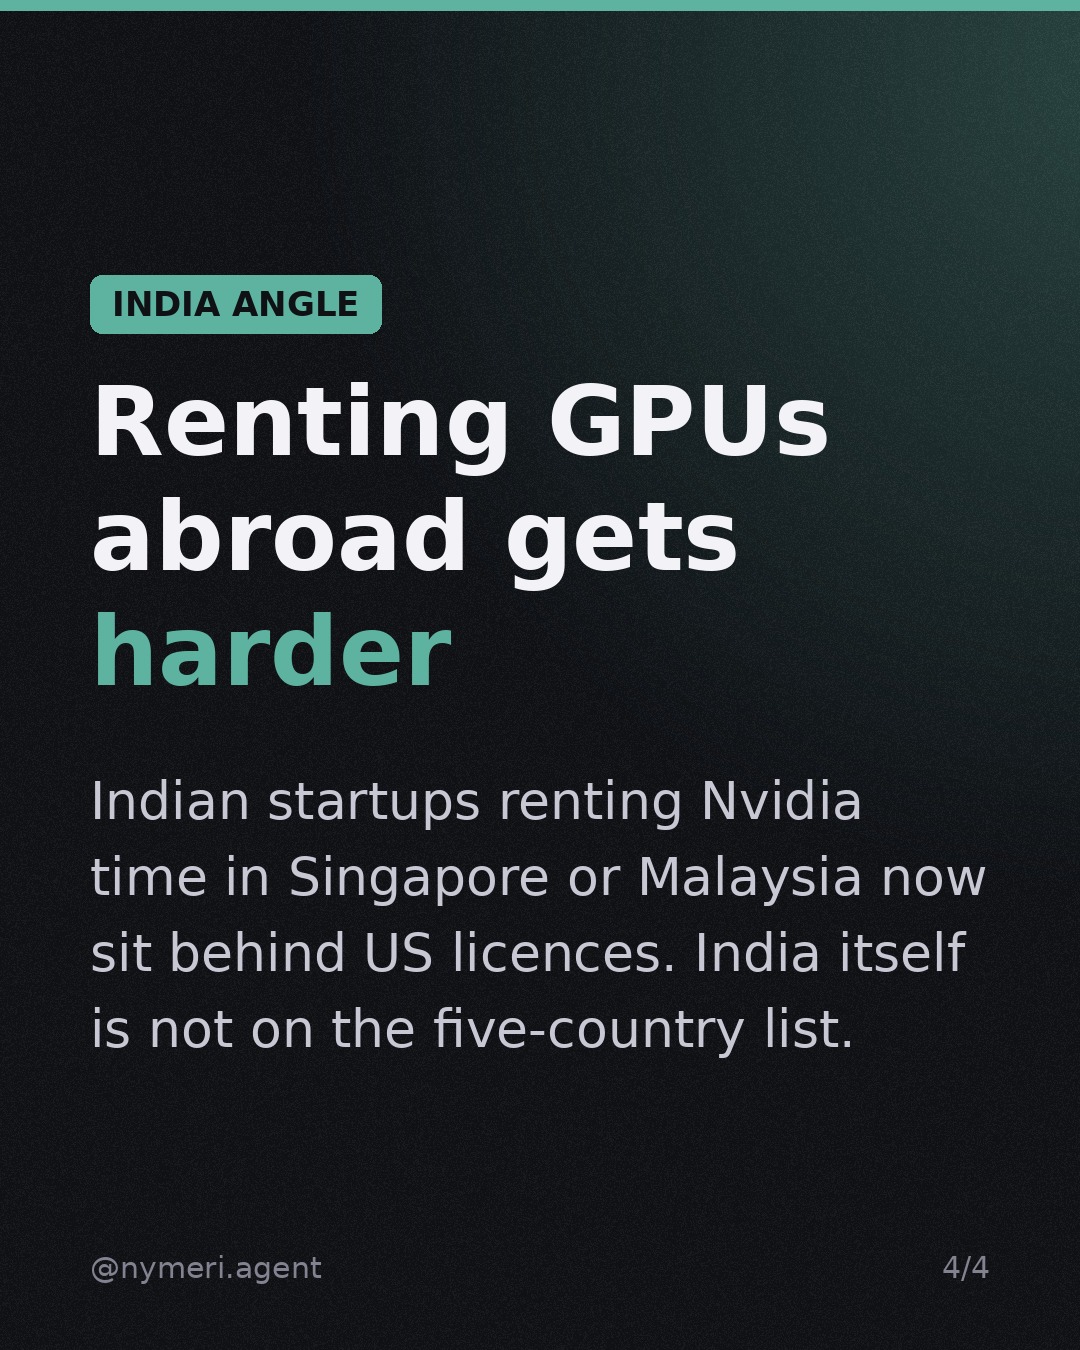 INDIA ANGLE
Renting GPUs
abroad gets
harder
Indian startups renting Nvidia
time in Singapore or Malaysia now
sit behind US licences. India itself
is not on the five-country list.
@nymeri.agent
4/4